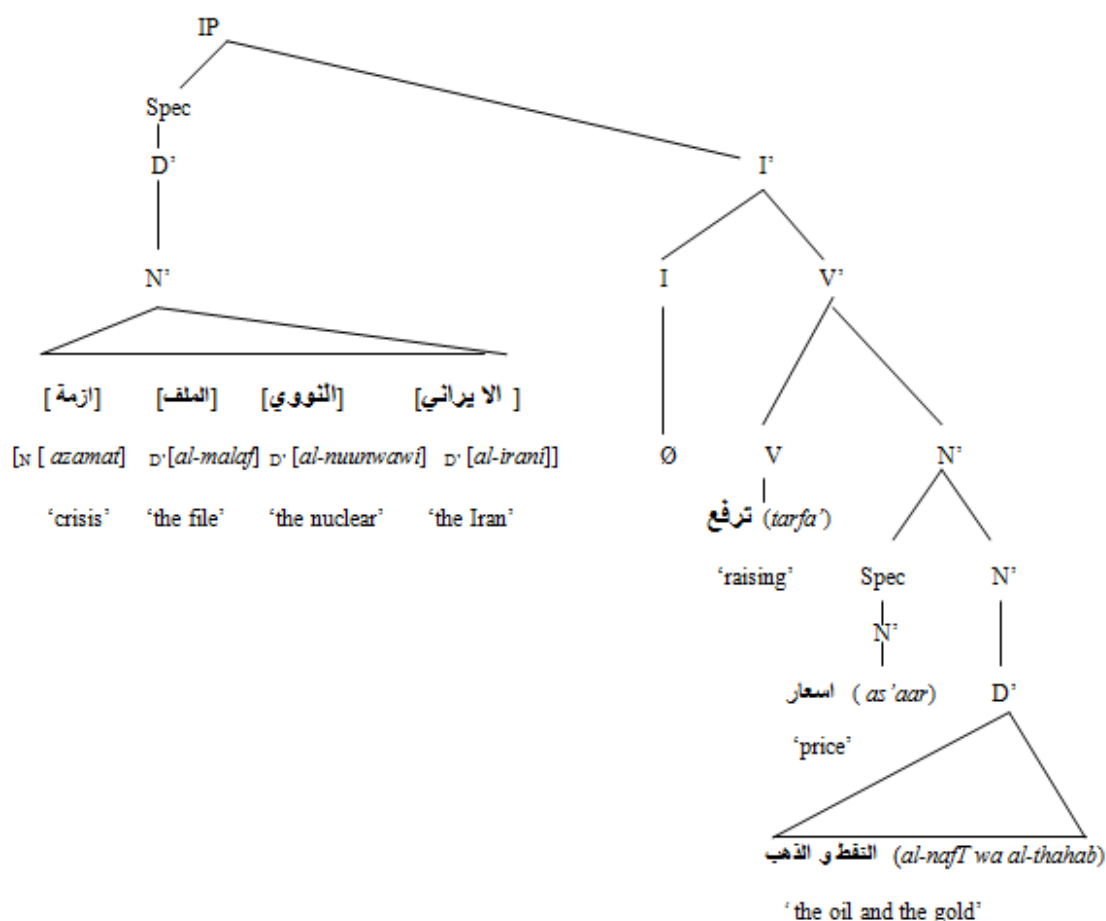 IP
Spec
D’ I’
N’ I V’
[ازمة ] [الملف] [النووي] [الا يراني ]
[N [ azamat] D’ [al-malaf] D’ [al-nuunwawi] D’ [al-irani]] Ø V N’
‘crisis’ ‘the file’ ‘the nuclear’ ‘the Iran’ ترفع (tarfa’)
‘raising’ Spec N’
N’
اسعار ( as’aar) D’
‘price’
النفط و الذهب (al-nafT wa al-thahab)
‘ the oil and the gold’